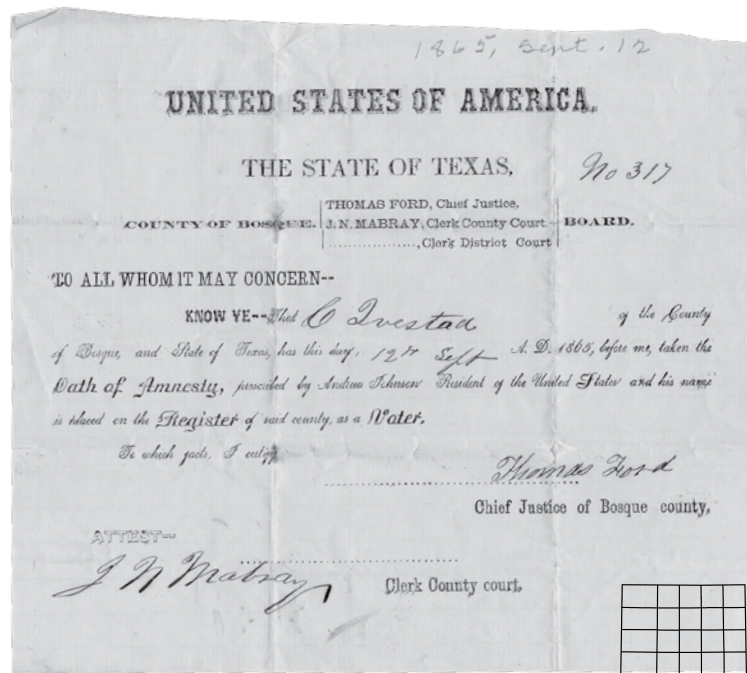 1865, Sept. 12
UNITED STATES OF AMERICA,
THE STATE OF TEXAS,
No 317
THOMAS FORD, Chief Justice,
COUNTY OF BOSQUE. J. N. MABRAY, Clerk County Court BOARD.
...................., Clerk District Court
TO ALL WHOM IT MAY CONCERN--
KNOW YE--That C Qvestad of the County
of Bosque, and State of Texas, has this day, 12th Sept A. D. 1865, before me, taken the
Oath of Amnesty, prescribed by Andrew Johnson President of the United States and his name
is placed on the Register of said county, as a Voter.
To which facts, I certify
Thomas Ford
Chief Justice of Bosque county,
ATTEST--
J N Mabray
Clerk County court,